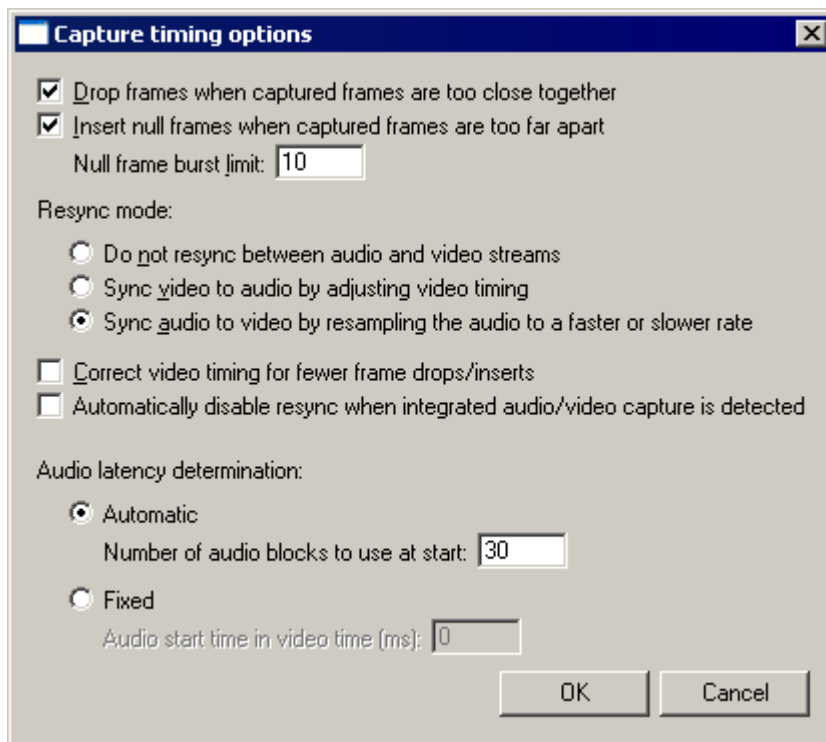 Capture timing options
Drop frames when captured frames are too close together
Insert null frames when captured frames are too far apart
Null frame burst limit: 10
Resync mode:
Do not resync between audio and video streams
Sync video to audio by adjusting video timing
Sync audio to video by resampling the audio to a faster or slower rate
Correct video timing for fewer frame drops/inserts
Automatically disable resync when integrated audio/video capture is detected
Audio latency determination:
Automatic
Number of audio blocks to use at start: 30
Fixed
Audio start time in video time (ms): 0
OK Cancel